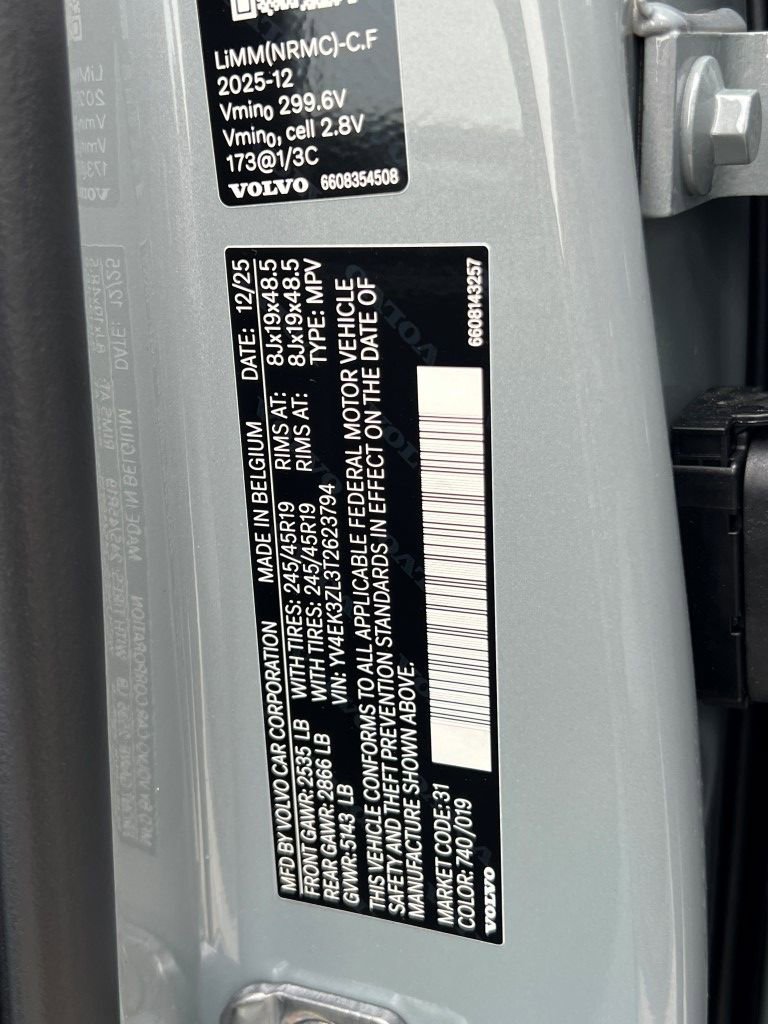 LiMM(NRMC)-C.F
2025-12
Vmin₀ 299.6V
Vmin₀, cell 2.8V
173@1/3C
VOLVO 6608354508
MFD BY VOLVO CAR CORPORATION MADE IN BELGIUM DATE: 12/25
FRONT GAWR: 2535 LB WITH TIRES: 245/45R19 RIMS AT: 8Jx19x48.5
REAR GAWR: 2866 LB WITH TIRES: 245/45R19 RIMS AT: 8Jx19x48.5
GVWR: 5143 LB VIN: YV4EK3ZL3T2623794 TYPE: MPV
THIS VEHICLE CONFORMS TO ALL APPLICABLE FEDERAL MOTOR VEHICLE
SAFETY AND THEFT PREVENTION STANDARDS IN EFFECT ON THE DATE OF
MANUFACTURE SHOWN ABOVE.
MARKET CODE: 31
COLOR: 740 /019
VOLVO 6608143257